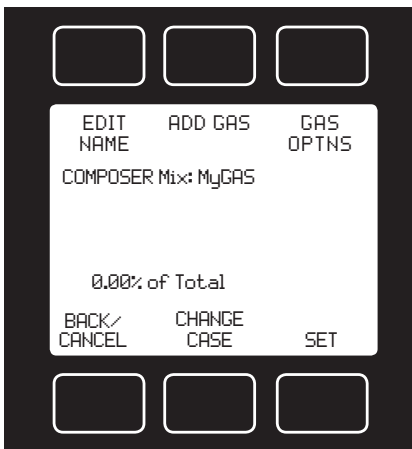 EDIT ADD GAS GAS
NAME OPTNS
COMPOSER Mix: MyGAS
0.00% of Total
BACK/ CHANGE
CANCEL CASE SET